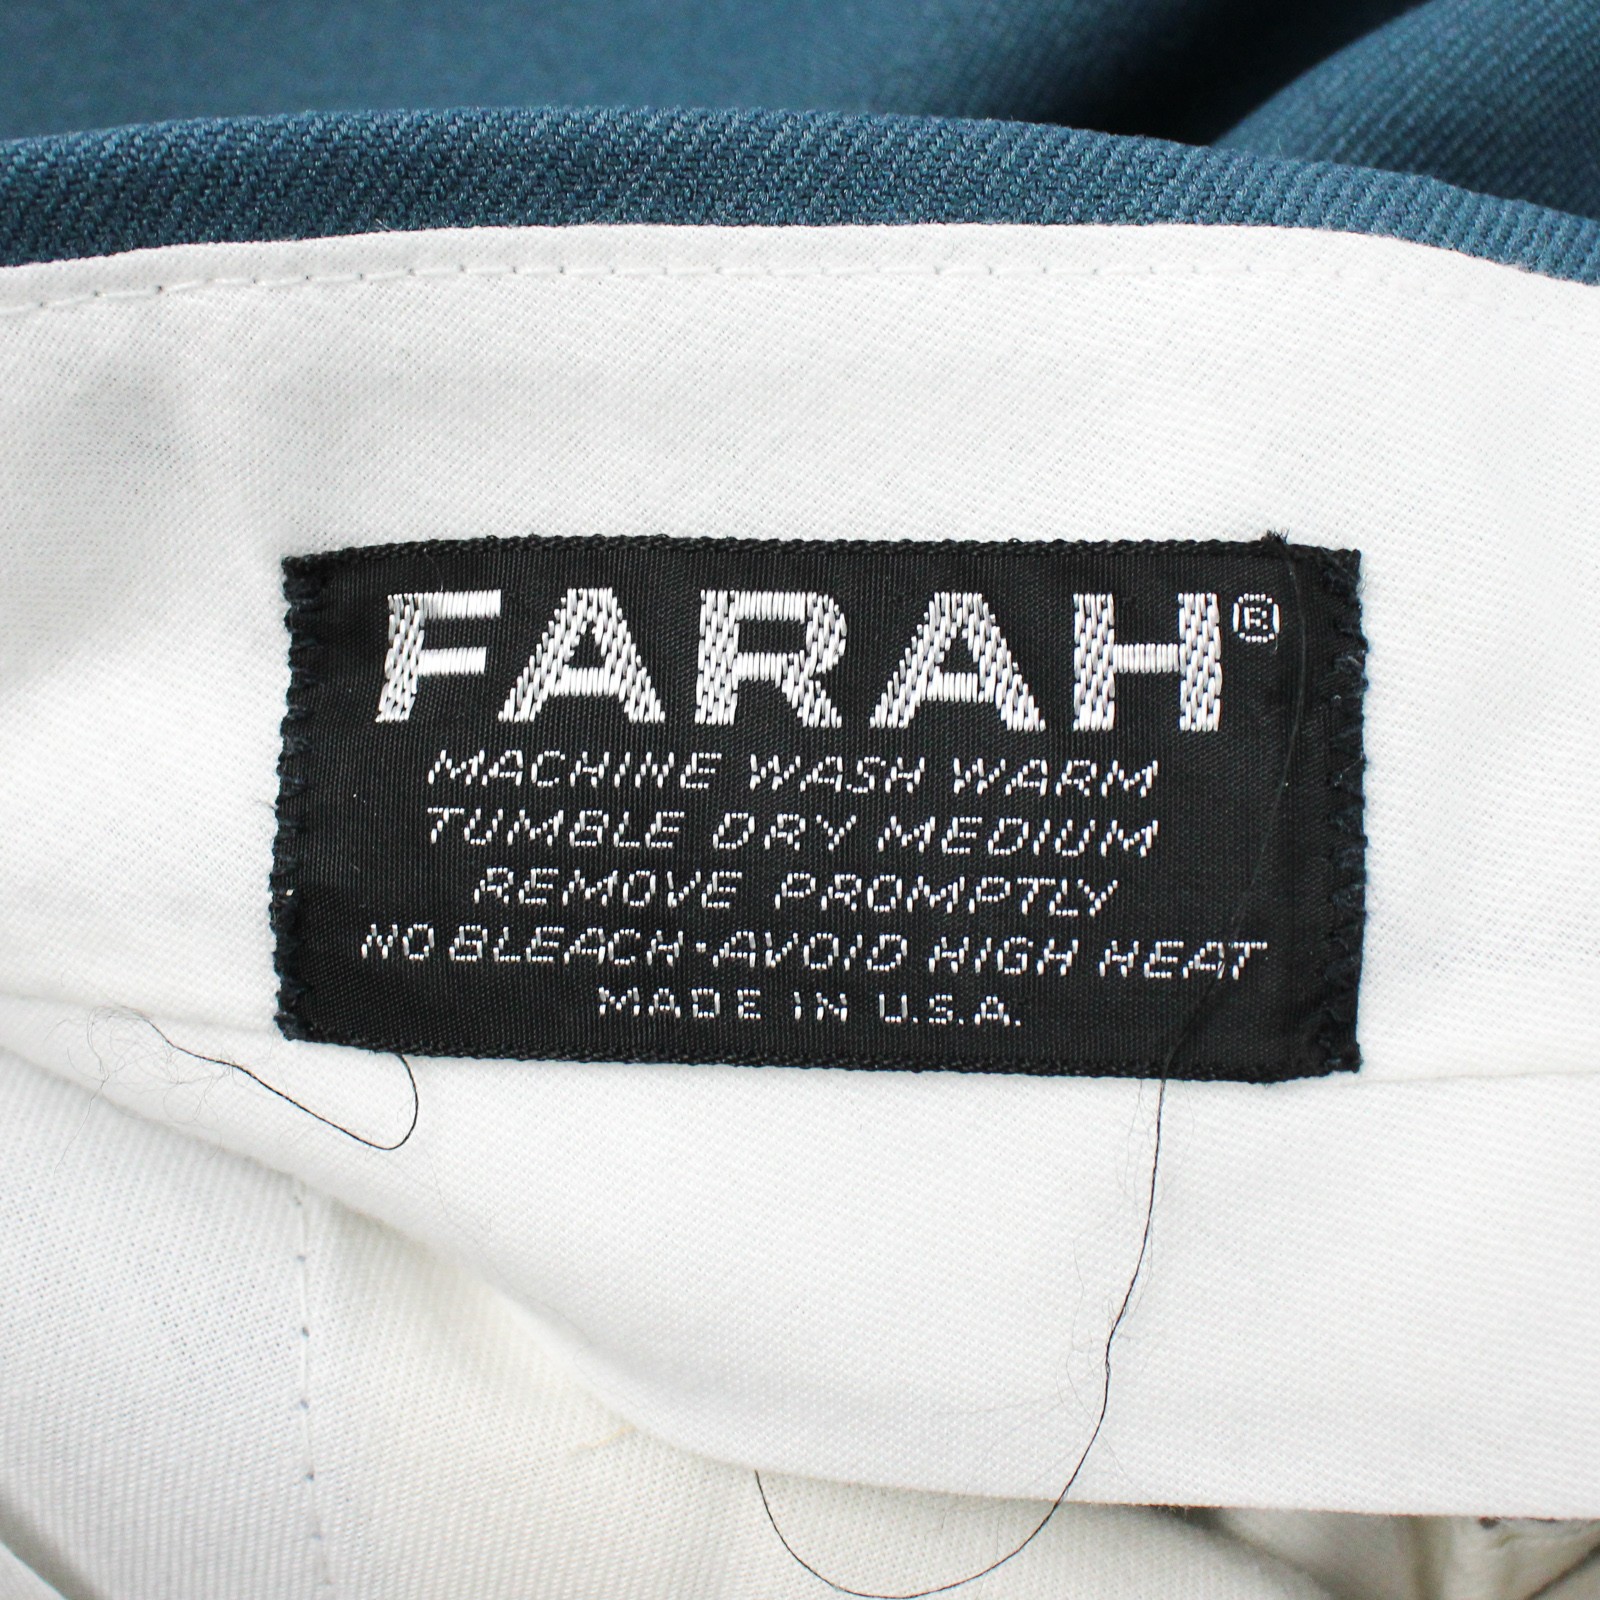 FARAH®
MACHINE WASH WARM
TUMBLE DRY MEDIUM
REMOVE PROMPTLY
NO BLEACH·AVOID HIGH HEAT
MADE IN U.S.A.